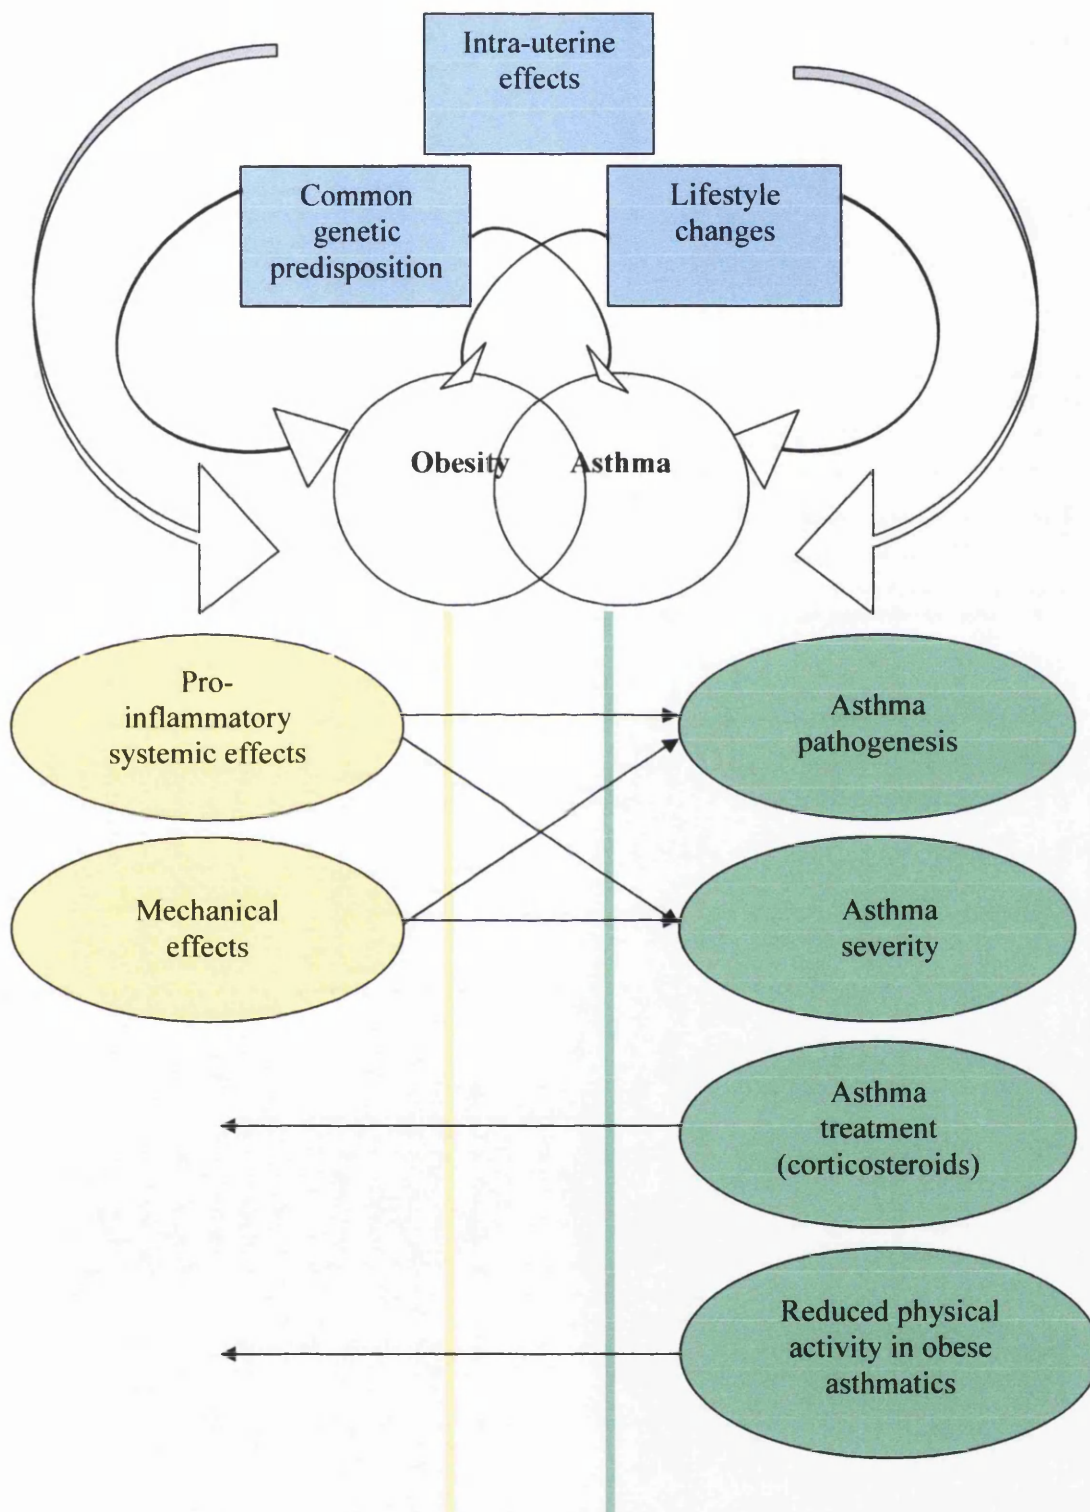 Intra-uterine
effects
Common
genetic
predisposition
Lifestyle
changes
Obesity
Asthma
Pro-
inflammatory
systemic effects
Asthma
pathogenesis
Mechanical
effects
Asthma
severity
Asthma
treatment
(corticosteroids)
Reduced physical
activity in obese
asthmatics